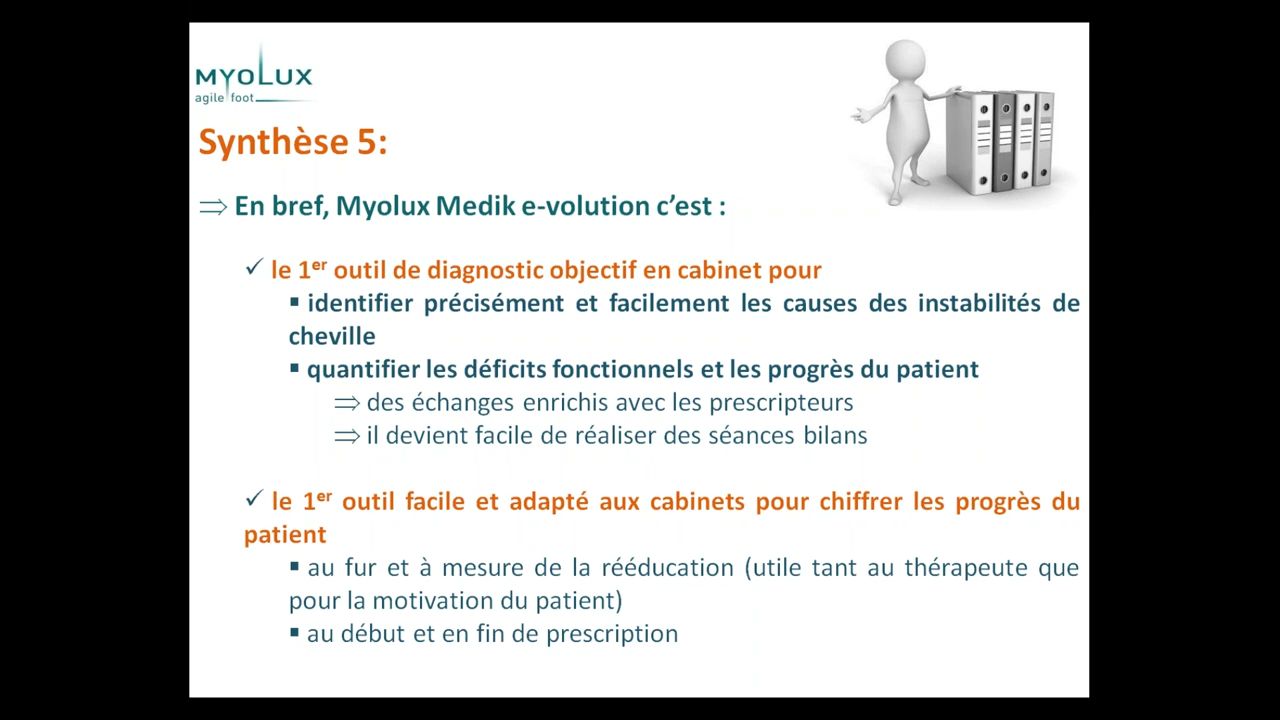 MYOLUX
agile foot
Synthèse 5:
⇒ En bref, Myolux Medik e-volution c’est :
✓ le 1er outil de diagnostic objectif en cabinet pour
▪ identifier précisément et facilement les causes des instabilités de
cheville
▪ quantifier les déficits fonctionnels et les progrès du patient
⇒ des échanges enrichis avec les prescripteurs
⇒ il devient facile de réaliser des séances bilans
✓ le 1er outil facile et adapté aux cabinets pour chiffrer les progrès du
patient
▪ au fur et à mesure de la rééducation (utile tant au thérapeute que
pour la motivation du patient)
▪ au début et en fin de prescription